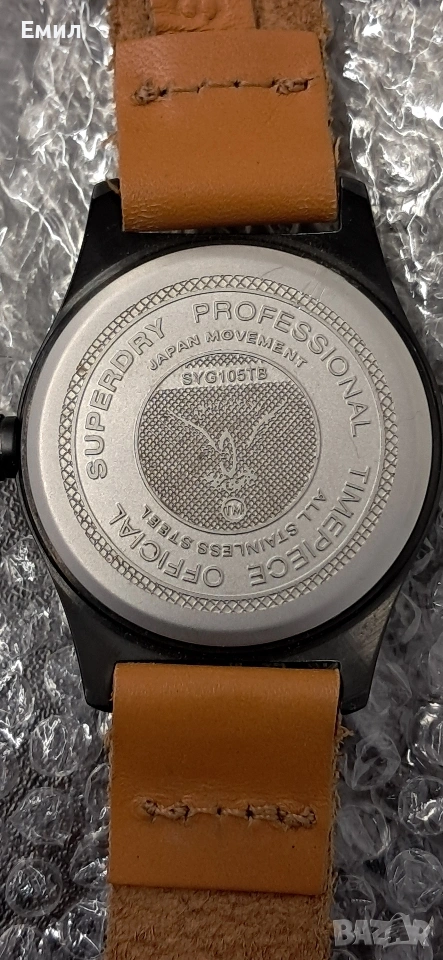 Емил
SUPERDRY PROFESSIONAL TIMEPIECE OFFICIAL
JAPAN MOVEMENT
SYG105TB
TM
ALL STAINLESS STEEL
BAZAR